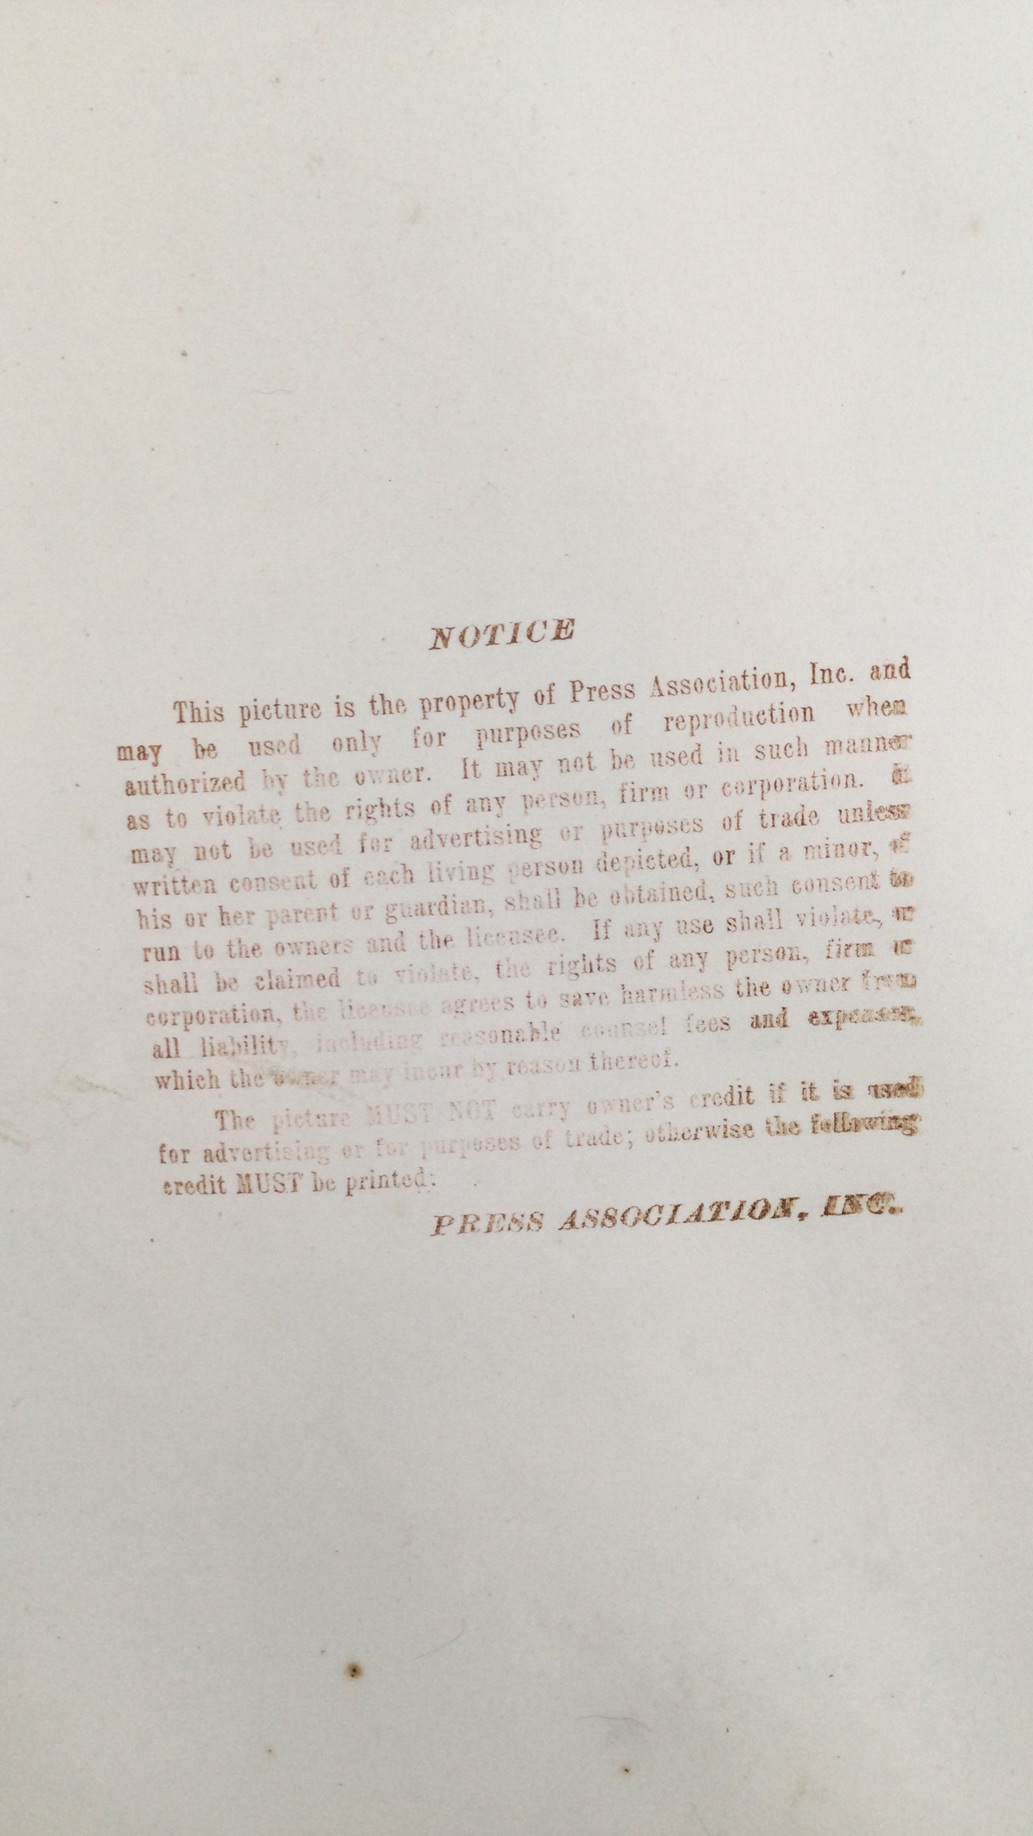 NOTICE
This picture is the property of Press Association, Inc. and
may be used only for purposes of reproduction when
authorized by the owner. It may not be used in such manner
as to violate the rights of any person, firm or corporation. It
may not be used for advertising or purposes of trade unless
written consent of each living person depicted, or if a minor, of
his or her parent or guardian, shall be obtained, such consent to
run to the owners and the licensee. If any use shall violate, or
shall be claimed to violate, the rights of any person, firm or
corporation, the licensee agrees to save harmless the owner from
all liability, including reasonable counsel fees and expenses,
which the owner may incur by reason thereof.
The picture MUST NOT carry owner's credit if it is used
for advertising or for purposes of trade; otherwise the following
credit MUST be printed:
PRESS ASSOCIATION, INC.